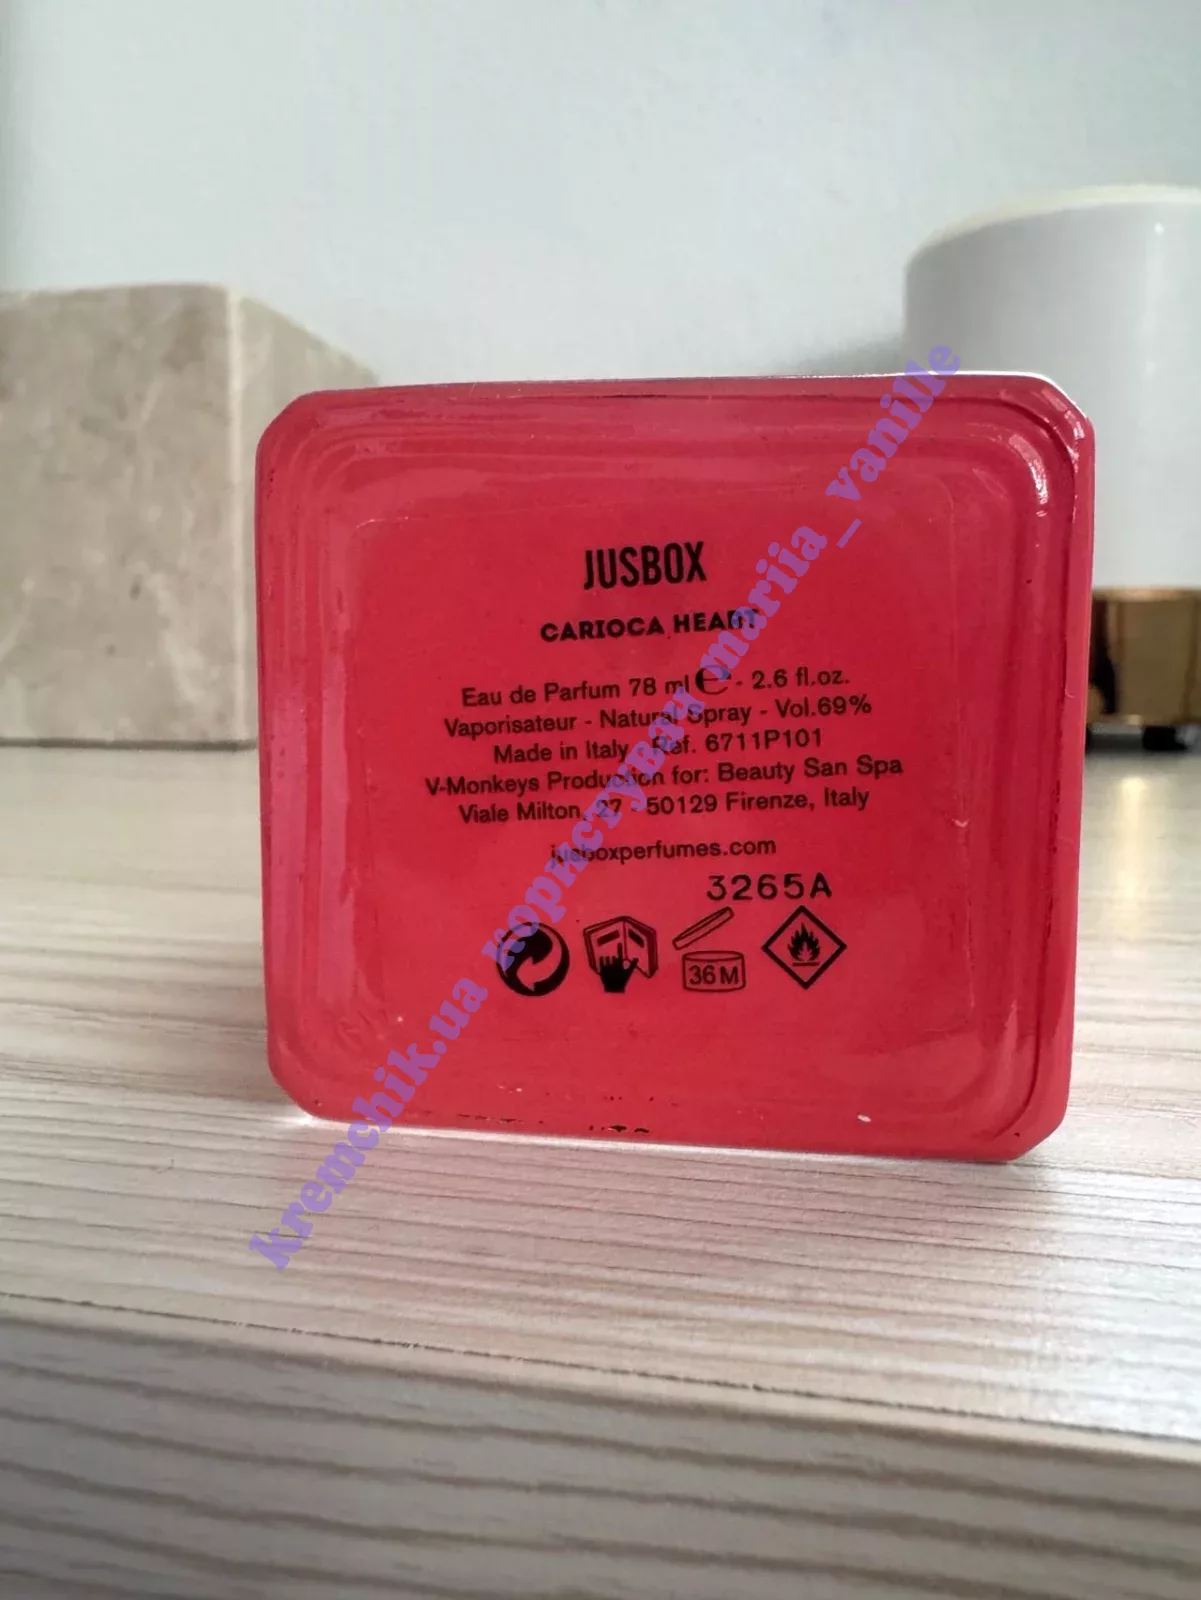 JUSBOX
CARIOCA HEART
Eau de Parfum 78 ml ℮ - 2.6 fl.oz.
Vaporisateur - Natural Spray - Vol.69%
Made in Italy - Ref. 6711P101
V-Monkeys Production for: Beauty San Spa
Viale Milton, 27 - 50129 Firenze, Italy
jusboxperfumes.com
3265A
36M
kremchik.ua користувач mariia_vanille